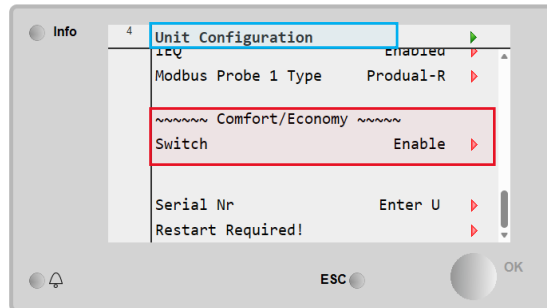 Info
4 Unit Configuration
IEQ Enabled
Modbus Probe 1 Type Produal-R
~~~~~~ Comfort/Economy ~~~~~
Switch Enable
Serial Nr Enter U
Restart Required!
ESC
OK